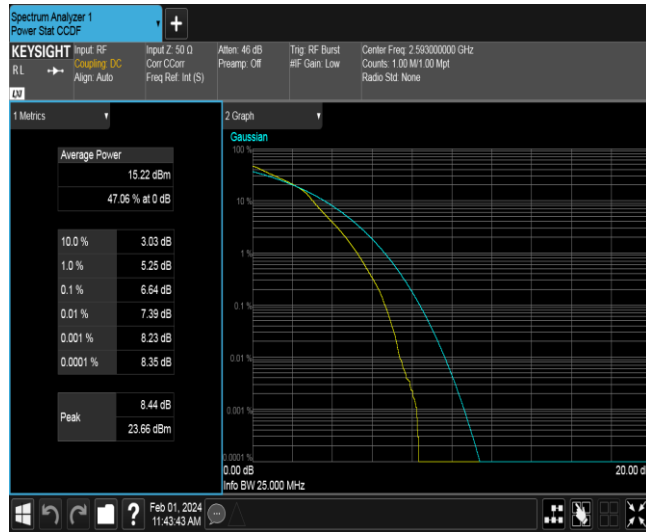 Spectrum Analyzer 1
Power Stat CCDF
+
KEYSIGHT
RL
LXI
Input: RF
Coupling: DC
Align: Auto
Input Z: 50 Ω
Corr CCorr
Freq Ref: Int (S)
Atten: 46 dB
Preamp: Off
Trig: RF Burst
#IF Gain: Low
Center Freq: 2.593000000 GHz
Counts: 1.00 M/1.00 Mpt
Radio Std: None
1 Metrics
Average Power
15.22 dBm
47.06 % at 0 dB
10.0 % 3.03 dB
1.0 % 5.25 dB
0.1 % 6.64 dB
0.01 % 7.39 dB
0.001 % 8.23 dB
0.0001 % 8.35 dB
Peak
8.44 dB
23.66 dBm
2 Graph
Gaussian
100 %
10 %
1 %
0.1 %
0.01 %
0.001 %
0.0001 %
0.00 dB 20.00 d
Info BW 25.000 MHz
?
Feb 01, 2024
11:43:43 AM